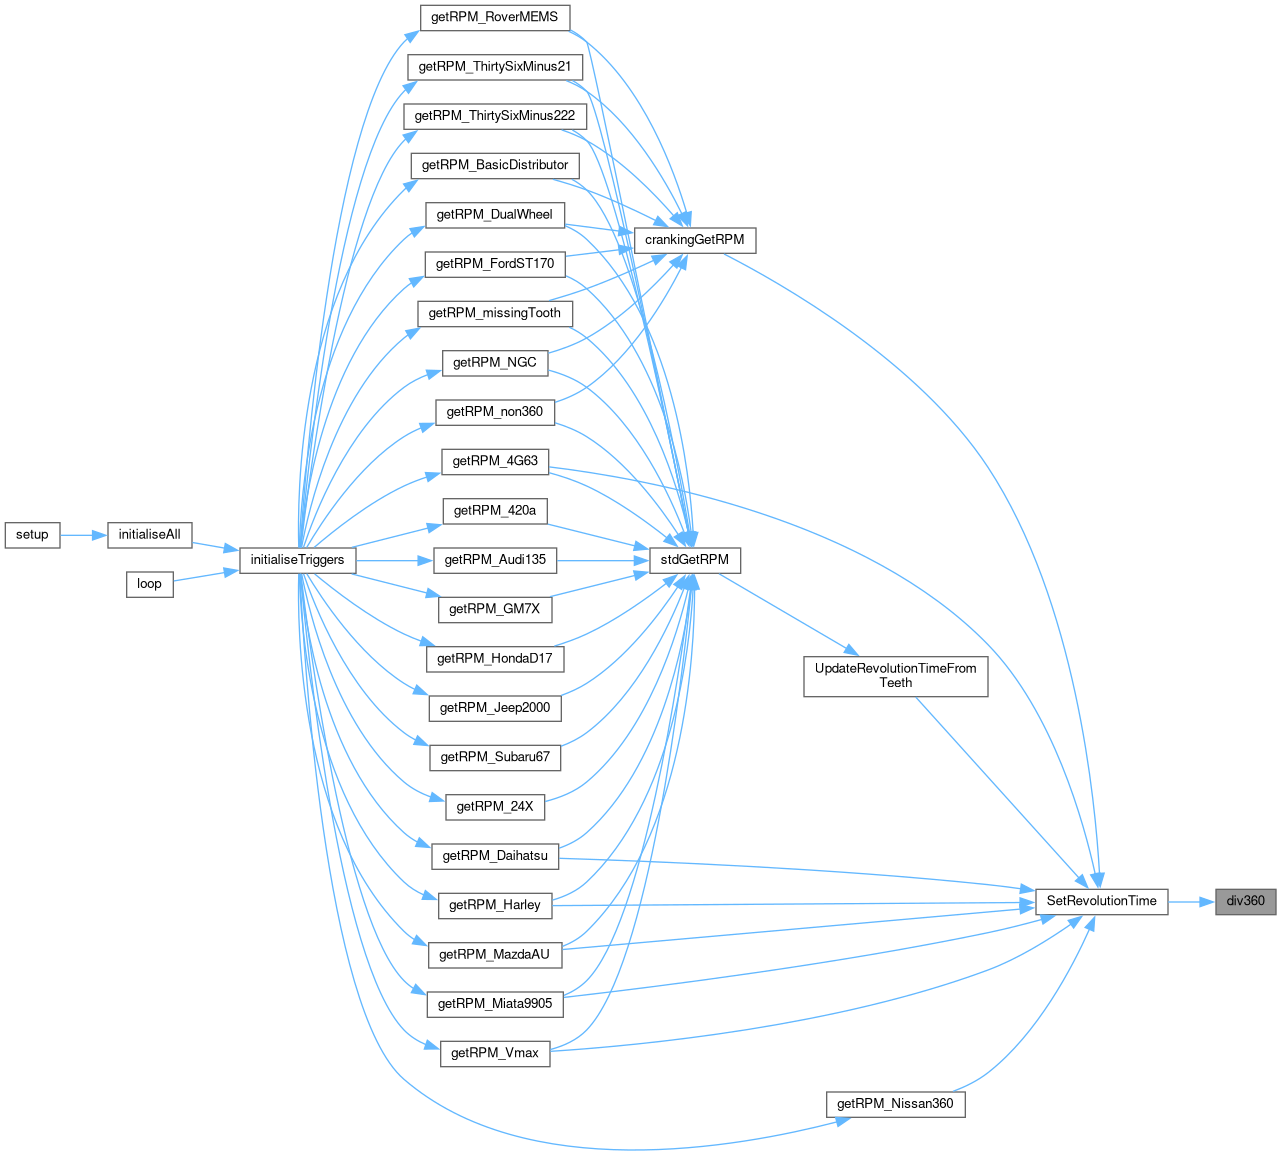 getRPM_RoverMEMS
getRPM_ThirtySixMinus21
getRPM_ThirtySixMinus222
getRPM_BasicDistributor
getRPM_DualWheel
crankingGetRPM
getRPM_FordST170
getRPM_missingTooth
getRPM_NGC
getRPM_non360
getRPM_4G63
getRPM_420a
setup
initialiseAll
initialiseTriggers
getRPM_Audi135
stdGetRPM
loop
getRPM_GM7X
getRPM_HondaD17
UpdateRevolutionTimeFrom
Teeth
getRPM_Jeep2000
getRPM_Subaru67
getRPM_24X
getRPM_Daihatsu
getRPM_Harley
SetRevolutionTime
div360
getRPM_MazdaAU
getRPM_Miata9905
getRPM_Vmax
getRPM_Nissan360